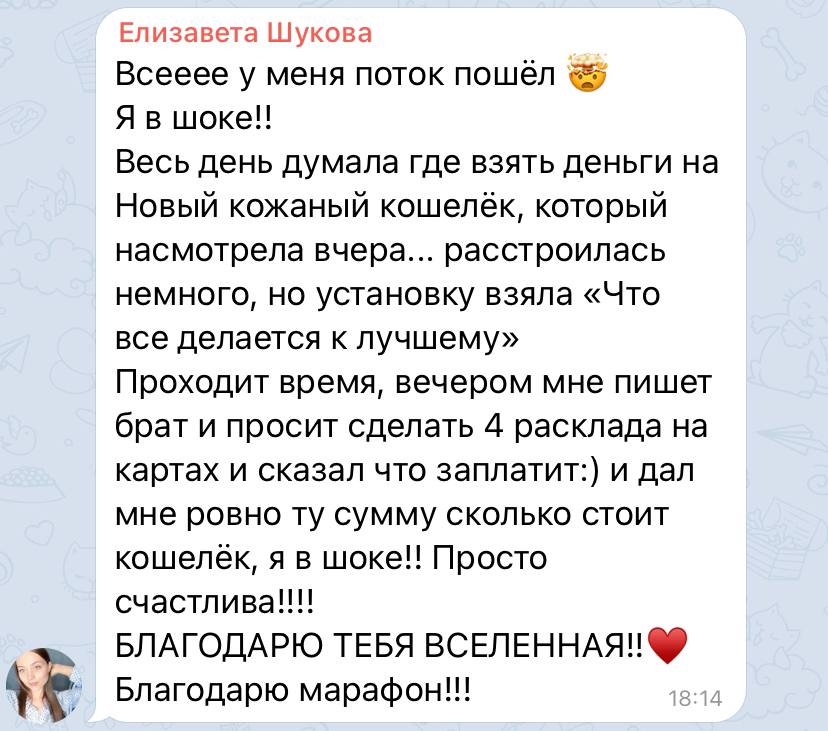 Елизавета Шукова
Всееее у меня поток пошёл 🤯
Я в шоке!!
Весь день думала где взять деньги на
Новый кожаный кошелёк, который
насмотрела вчера... расстроилась
немного, но установку взяла «Что
все делается к лучшему»
Проходит время, вечером мне пишет
брат и просит сделать 4 расклада на
картах и сказал что заплатит:) и дал
мне ровно ту сумму сколько стоит
кошелёк, я в шоке!! Просто
счастлива!!!!
БЛАГОДАРЮ ТЕБЯ ВСЕЛЕННАЯ!!♥️
Благодарю марафон!!!
18:14